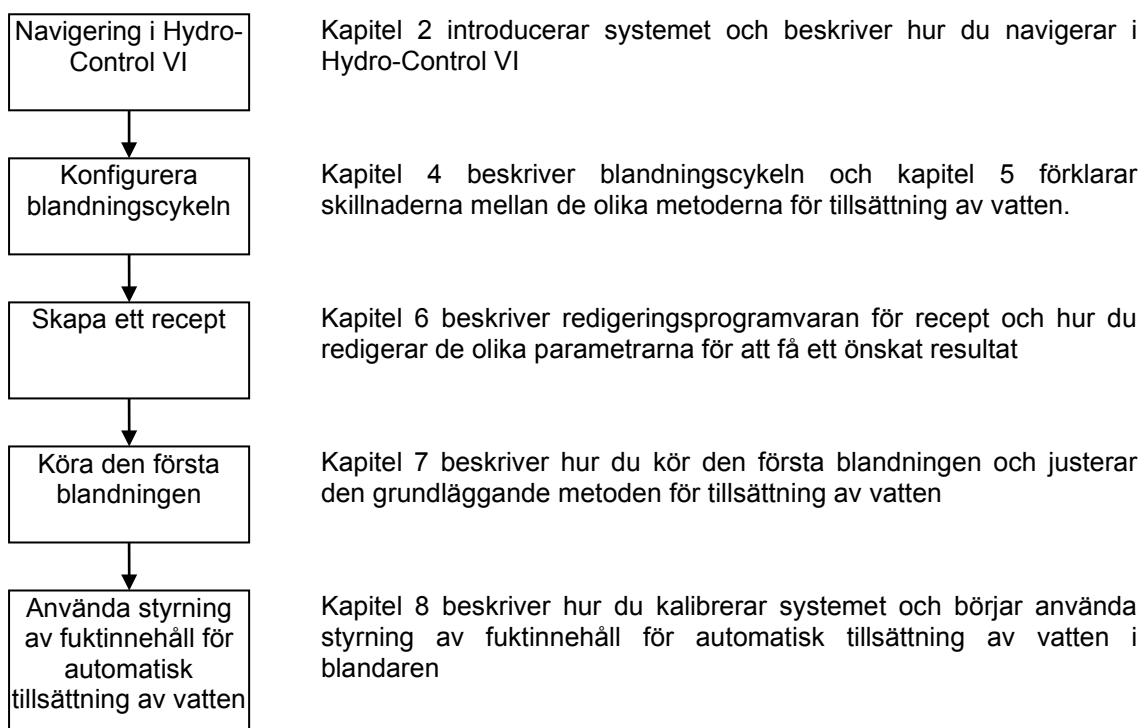 Navigering i Hydro-
Control VI
Kapitel 2 introducerar systemet och beskriver hur du navigerar i
Hydro-Control VI
Konfigurera
blandningscykeln
Kapitel 4 beskriver blandningscykeln och kapitel 5 förklarar
skillnaderna mellan de olika metoderna för tillsättning av vatten.
Skapa ett recept
Kapitel 6 beskriver redigeringsprogramvaran för recept och hur du
redigerar de olika parametrarna för att få ett önskat resultat
Köra den första
blandningen
Kapitel 7 beskriver hur du kör den första blandningen och justerar
den grundläggande metoden för tillsättning av vatten
Använda styrning
av fuktinnehåll för
automatisk
tillsättning av vatten
Kapitel 8 beskriver hur du kalibrerar systemet och börjar använda
styrning av fuktinnehåll för automatisk tillsättning av vatten i
blandaren